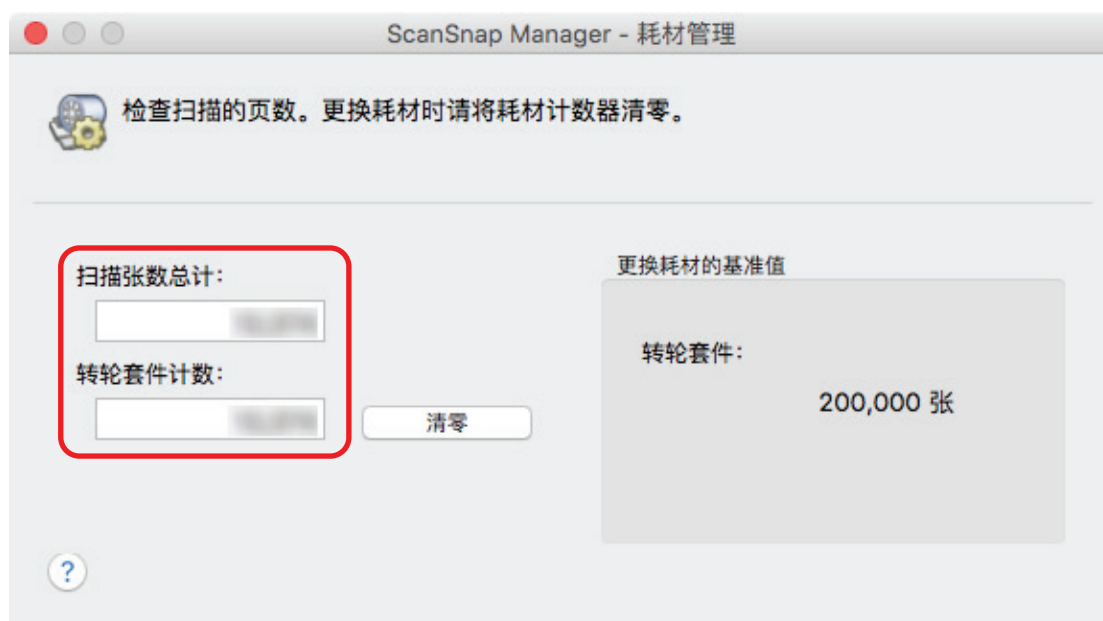 ScanSnap Manager - 耗材管理
检查扫描的页数。更换耗材时请将耗材计数器清零。
扫描张数总计：
转轮套件计数：
清零
更换耗材的基准值
转轮套件：
200,000 张
?